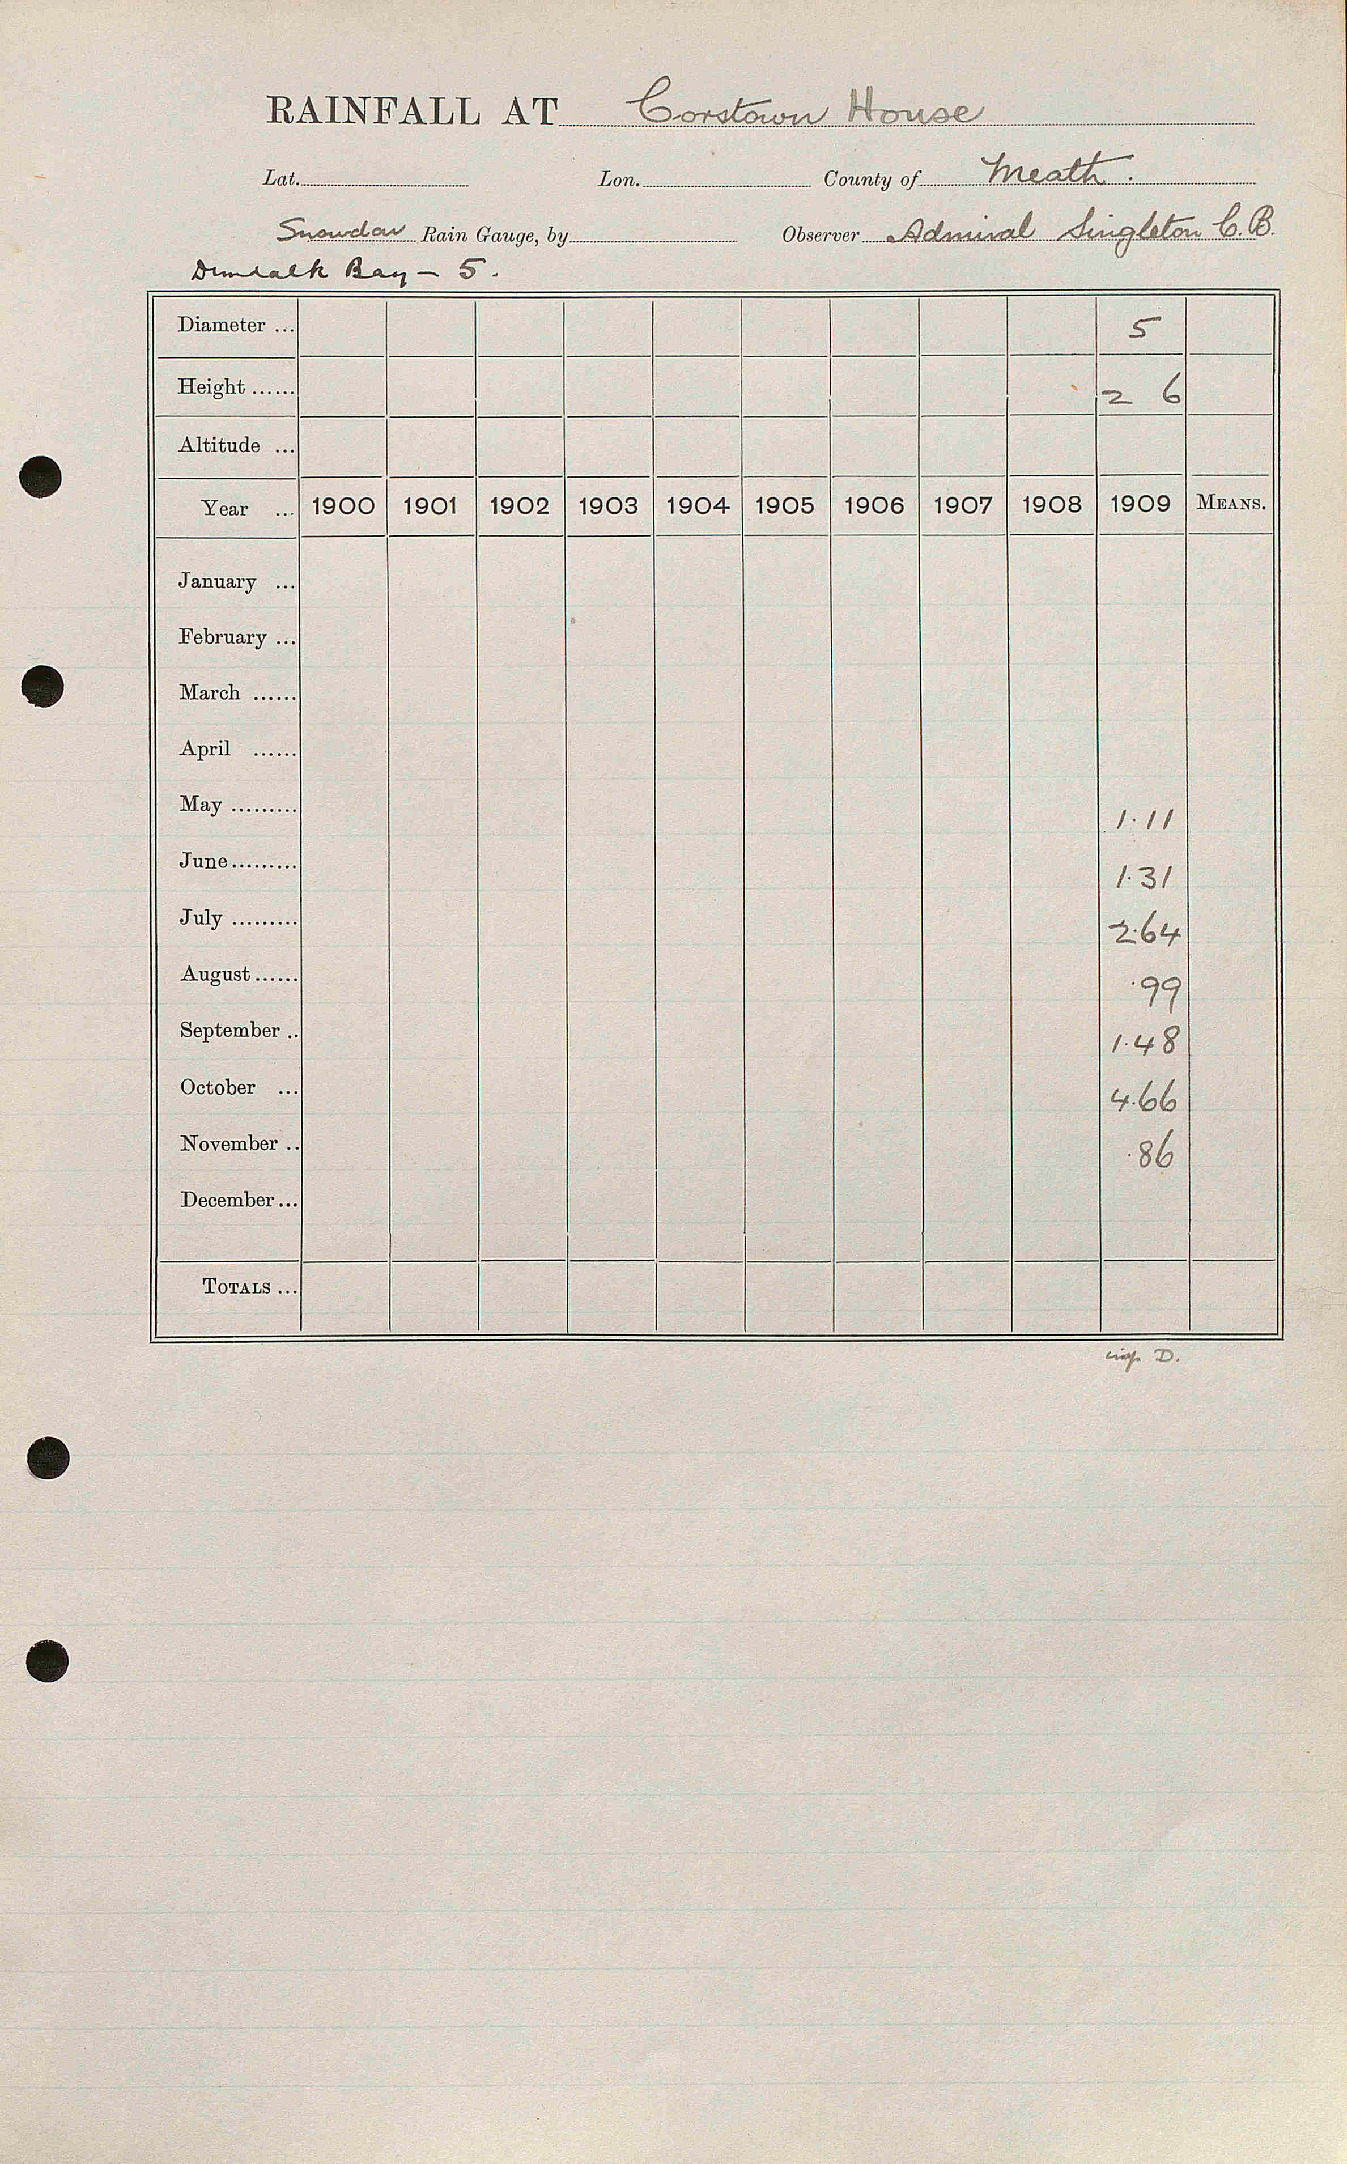 RAINFALL AT Corstown House
Lat. Lon. County of Meath.
Snowdon Rain Gauge, by Observer Admiral Singleton C.B.
Dundalk Bay – 5.
Diameter ... 5
Height ...... 2 6
Altitude ...
Year ... 1900 1901 1902 1903 1904 1905 1906 1907 1908 1909 MEANS.
January ...
February ...
March ......
April ......
May ......... 1.11
June ......... 1.31
July ......... 2.64
August ...... .99
September .. 1.48
October ... 4.66
November .. .86
December ...
TOTALS ...
D.